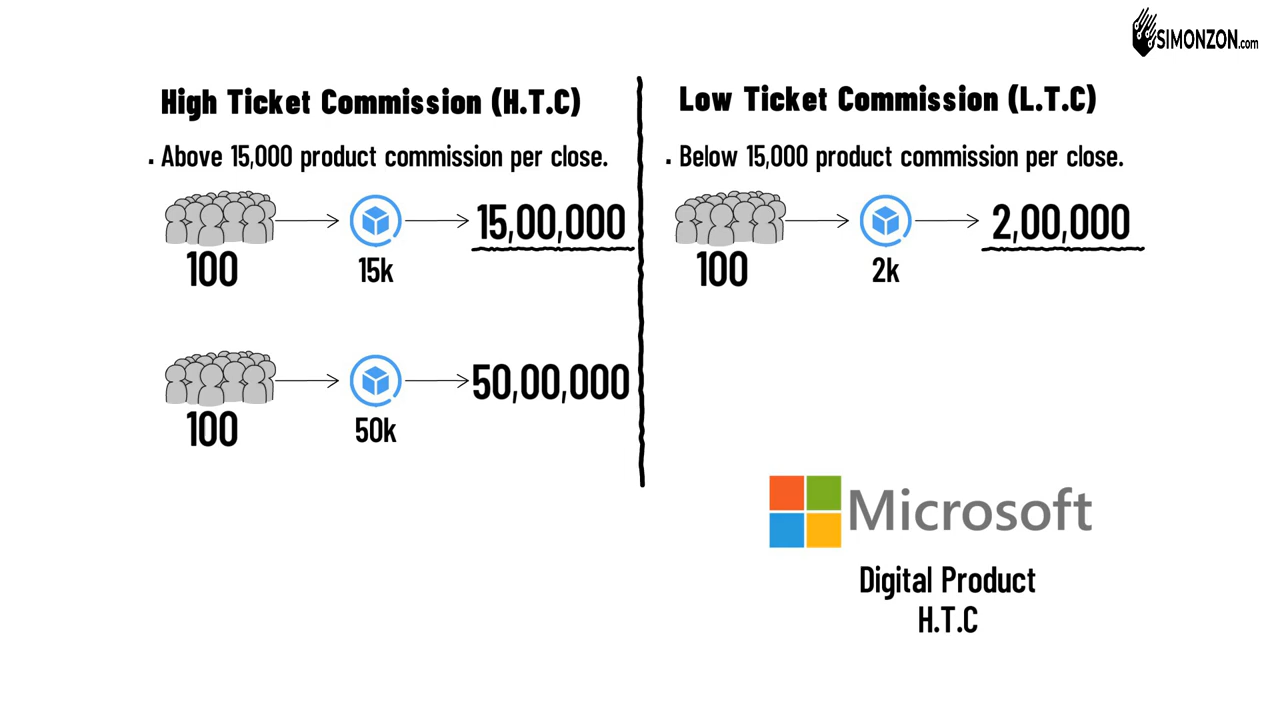 SIMONZON.com
High Ticket Commission (H.T.C)
. Above 15,000 product commission per close.
100
15k
15,00,000
100
50k
50,00,000
Low Ticket Commission (L.T.C)
. Below 15,000 product commission per close.
100
2k
2,00,000
Microsoft
Digital Product
H.T.C